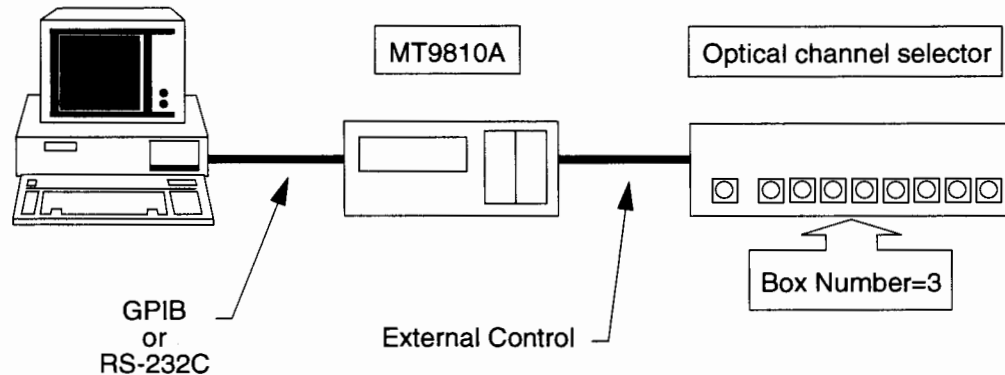 MT9810A
Optical channel selector
Box Number=3
GPIB
or
RS-232C
External Control